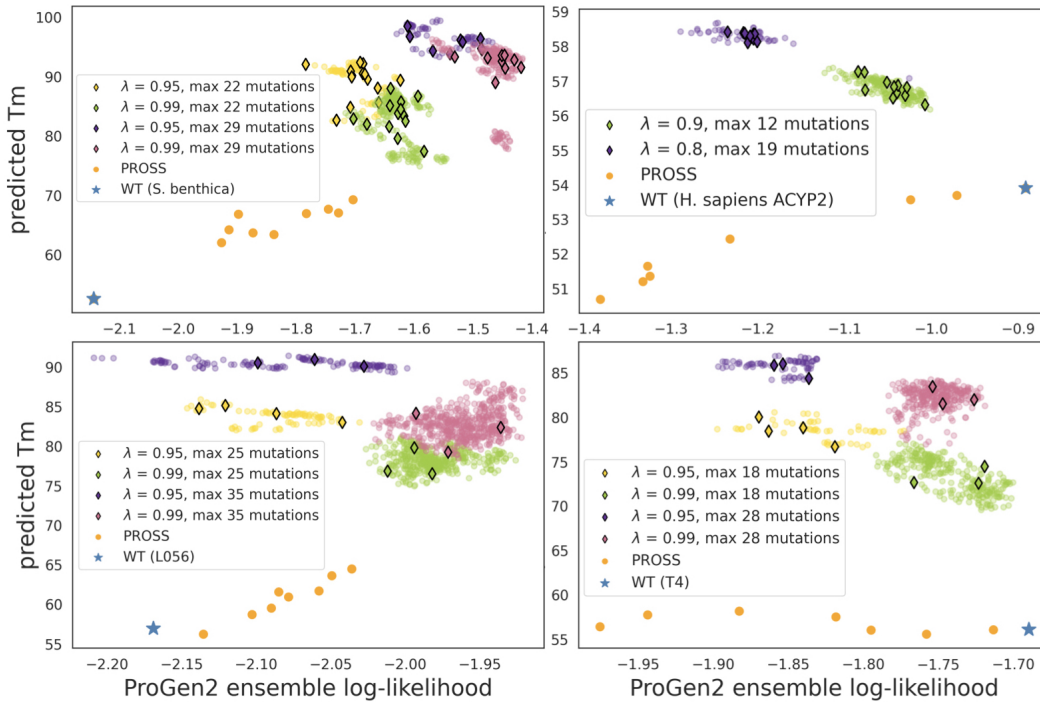 predicted Tm
100
90
80
70
60
λ = 0.95, max 22 mutations
λ = 0.99, max 22 mutations
λ = 0.95, max 29 mutations
λ = 0.99, max 29 mutations
PROSS
WT (S. benthica)
−2.1 −2.0 −1.9 −1.8 −1.7 −1.6 −1.5 −1.4
59
58
57
56
55
54
53
52
51
λ = 0.9, max 12 mutations
λ = 0.8, max 19 mutations
PROSS
WT (H. sapiens ACYP2)
−1.4 −1.3 −1.2 −1.1 −1.0 −0.9
predicted Tm
90
85
80
75
70
65
60
55
λ = 0.95, max 25 mutations
λ = 0.99, max 25 mutations
λ = 0.95, max 35 mutations
λ = 0.99, max 35 mutations
PROSS
WT (L056)
−2.20 −2.15 −2.10 −2.05 −2.00 −1.95
ProGen2 ensemble log-likelihood
85
80
75
70
65
60
55
λ = 0.95, max 18 mutations
λ = 0.99, max 18 mutations
λ = 0.95, max 28 mutations
λ = 0.99, max 28 mutations
PROSS
WT (T4)
−1.95 −1.90 −1.85 −1.80 −1.75 −1.70
ProGen2 ensemble log-likelihood